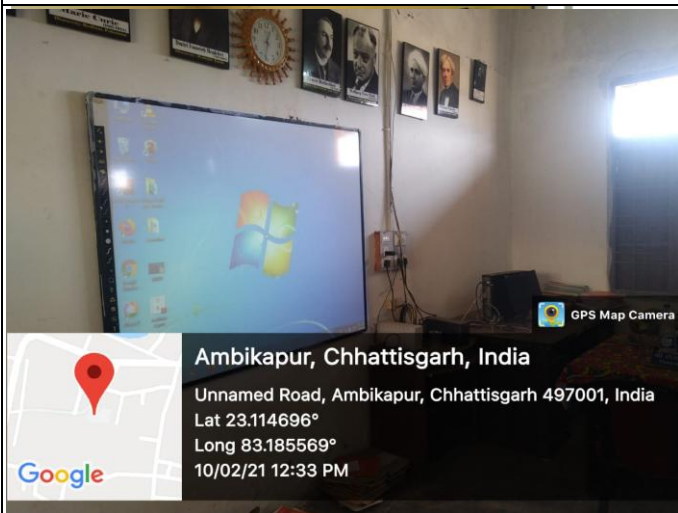 Marie Curie
GPS Map Camera
Ambikapur, Chhattisgarh, India
Unnamed Road, Ambikapur, Chhattisgarh 497001, India
Lat 23.114696°
Long 83.185569°
10/02/21 12:33 PM
Google